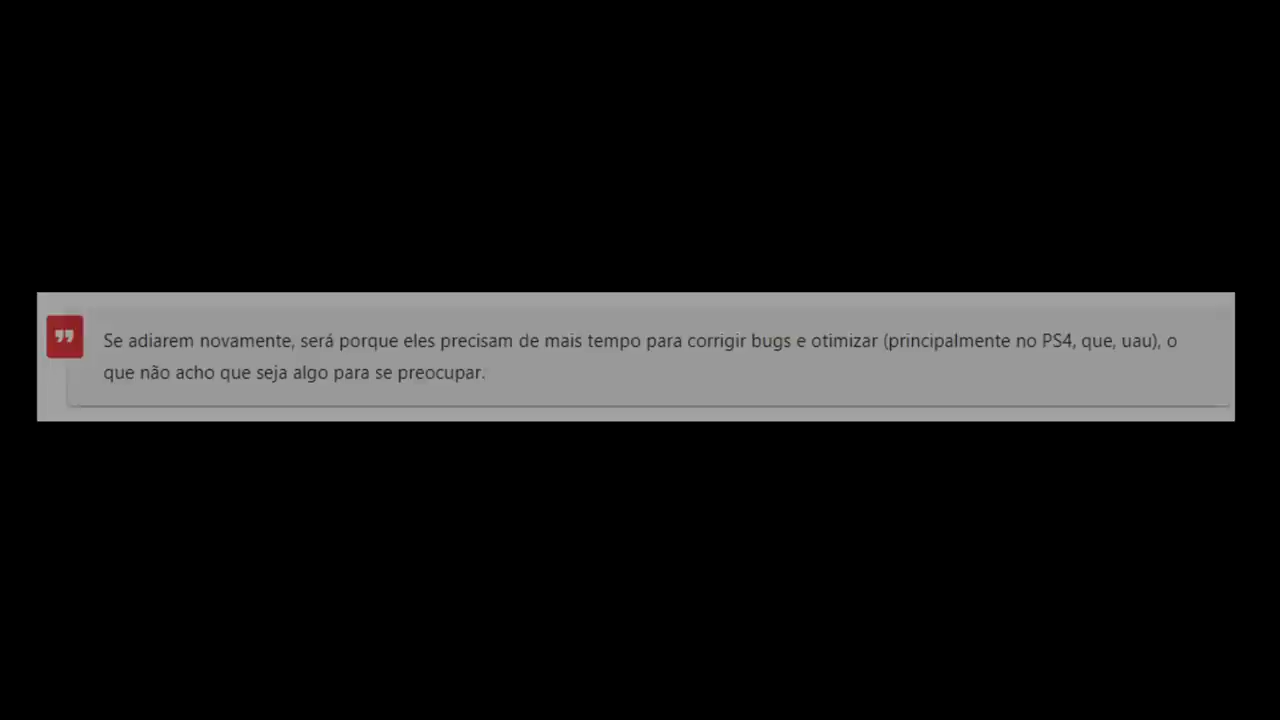 Se adiarem novamente, será porque eles precisam de mais tempo para corrigir bugs e otimizar (principalmente no PS4, que, uau), o
que não acho que seja algo para se preocupar.